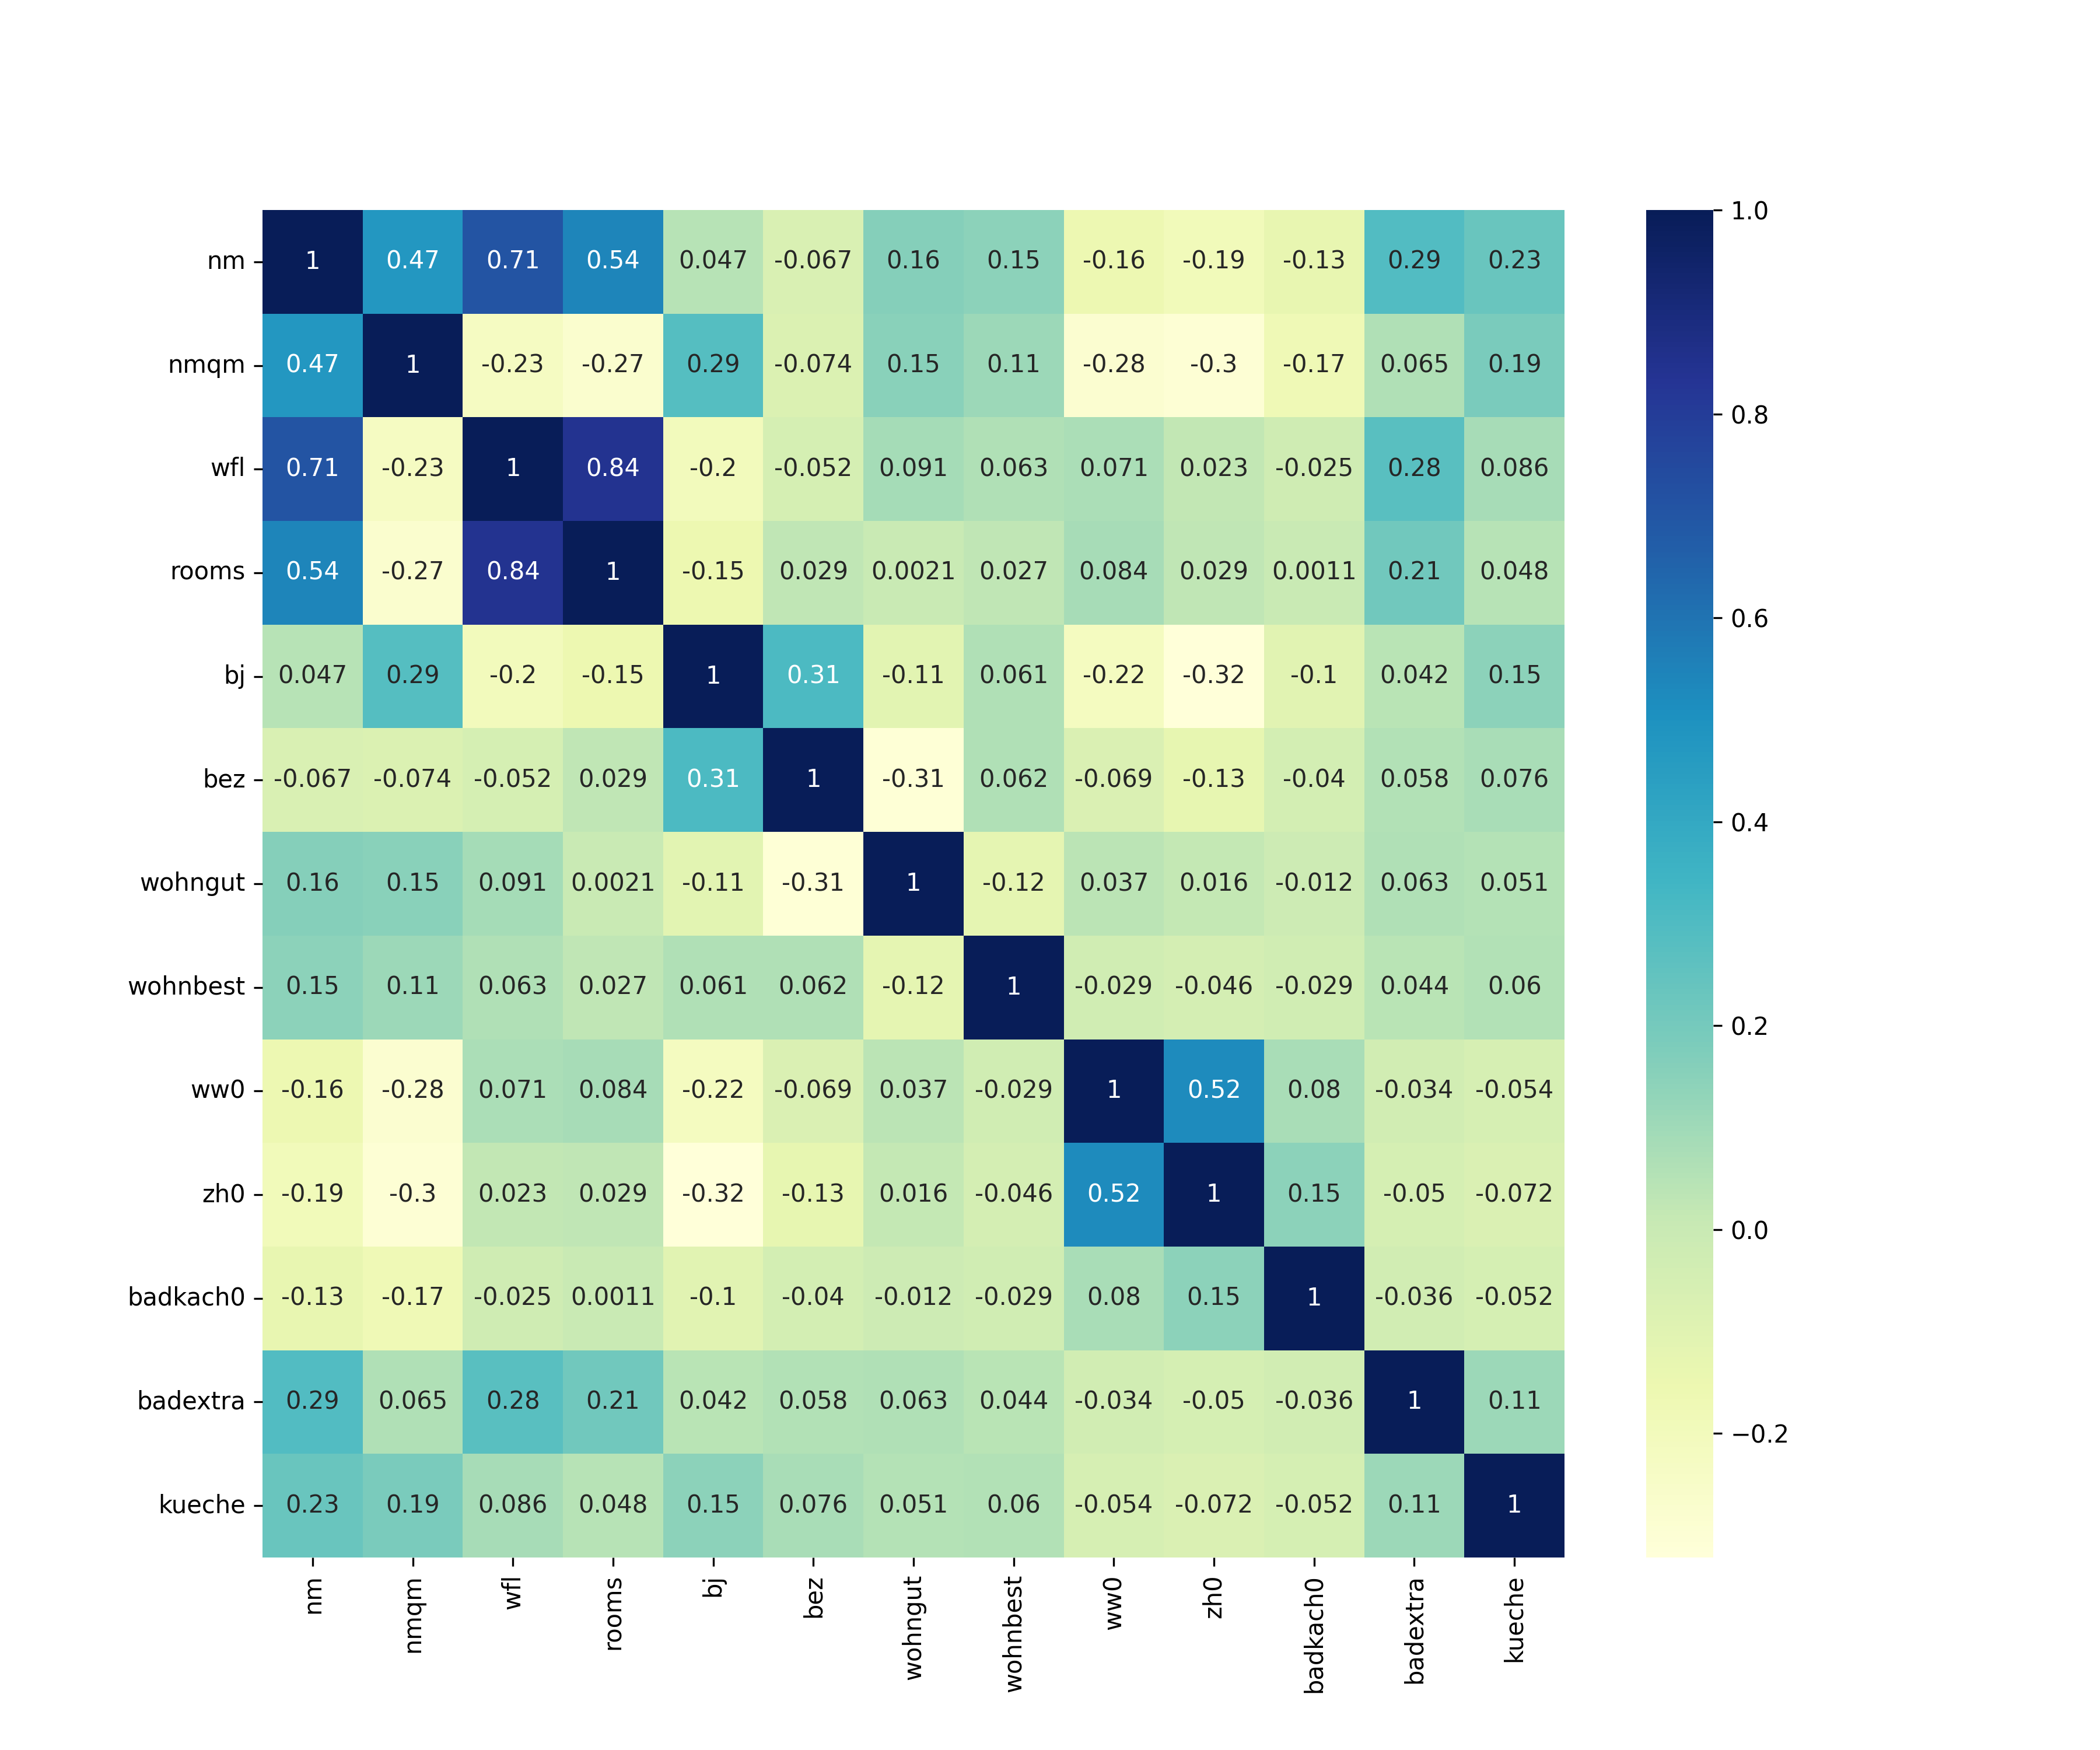 nm 1 0.47 0.71 0.54 0.047 -0.067 0.16 0.15 -0.16 -0.19 -0.13 0.29 0.23
nmqm 0.47 1 -0.23 -0.27 0.29 -0.074 0.15 0.11 -0.28 -0.3 -0.17 0.065 0.19
wfl 0.71 -0.23 1 0.84 -0.2 -0.052 0.091 0.063 0.071 0.023 -0.025 0.28 0.086
rooms 0.54 -0.27 0.84 1 -0.15 0.029 0.0021 0.027 0.084 0.029 0.0011 0.21 0.048
bj 0.047 0.29 -0.2 -0.15 1 0.31 -0.11 0.061 -0.22 -0.32 -0.1 0.042 0.15
bez -0.067 -0.074 -0.052 0.029 0.31 1 -0.31 0.062 -0.069 -0.13 -0.04 0.058 0.076
wohngut 0.16 0.15 0.091 0.0021 -0.11 -0.31 1 -0.12 0.037 0.016 -0.012 0.063 0.051
wohnbest 0.15 0.11 0.063 0.027 0.061 0.062 -0.12 1 -0.029 -0.046 -0.029 0.044 0.06
ww0 -0.16 -0.28 0.071 0.084 -0.22 -0.069 0.037 -0.029 1 0.52 0.08 -0.034 -0.054
zh0 -0.19 -0.3 0.023 0.029 -0.32 -0.13 0.016 -0.046 0.52 1 0.15 -0.05 -0.072
badkach0 -0.13 -0.17 -0.025 0.0011 -0.1 -0.04 -0.012 -0.029 0.08 0.15 1 -0.036 -0.052
badextra 0.29 0.065 0.28 0.21 0.042 0.058 0.063 0.044 -0.034 -0.05 -0.036 1 0.11
kueche 0.23 0.19 0.086 0.048 0.15 0.076 0.051 0.06 -0.054 -0.072 -0.052 0.11 1
nm nmqm wfl rooms bj bez wohngut wohnbest ww0 zh0 badkach0 badextra kueche
1.0
0.8
0.6
0.4
0.2
0.0
−0.2